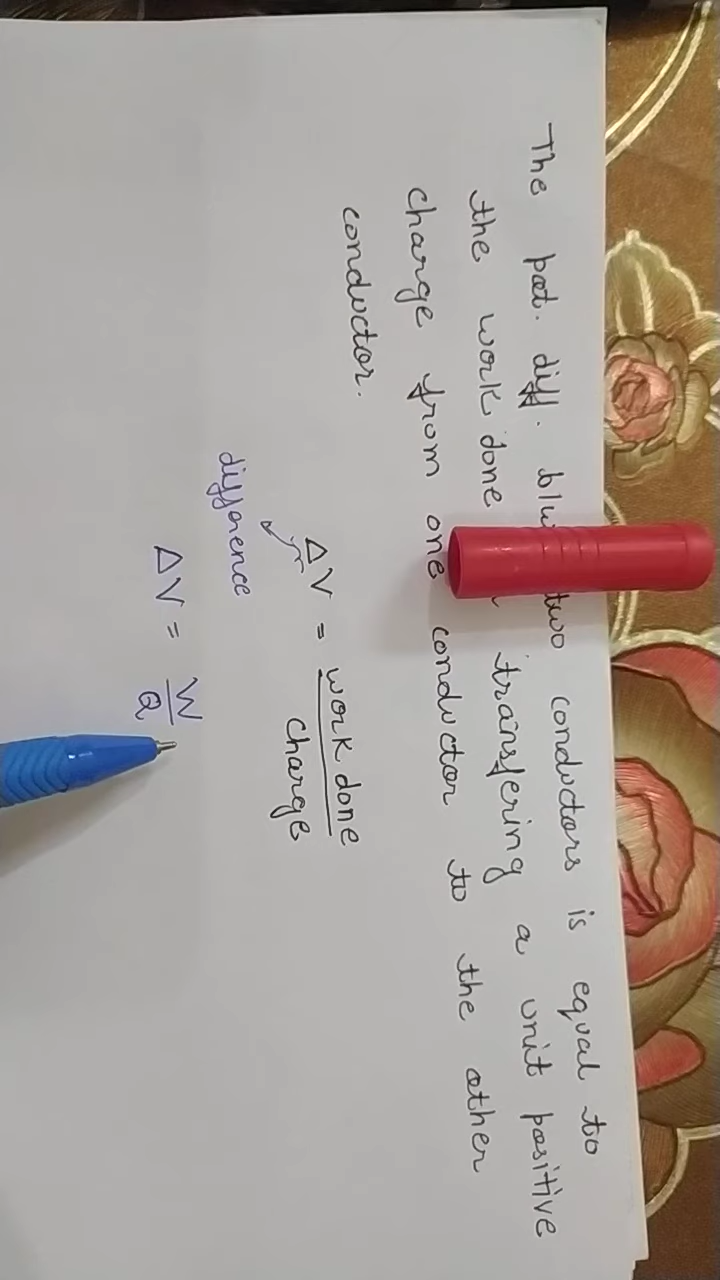 The pot. diff. two conductors is equal to
the work done transfering a unit positive
charge from one conductor to the other
conductor.
ΔV = work done
charge
difference
ΔV = W
Q